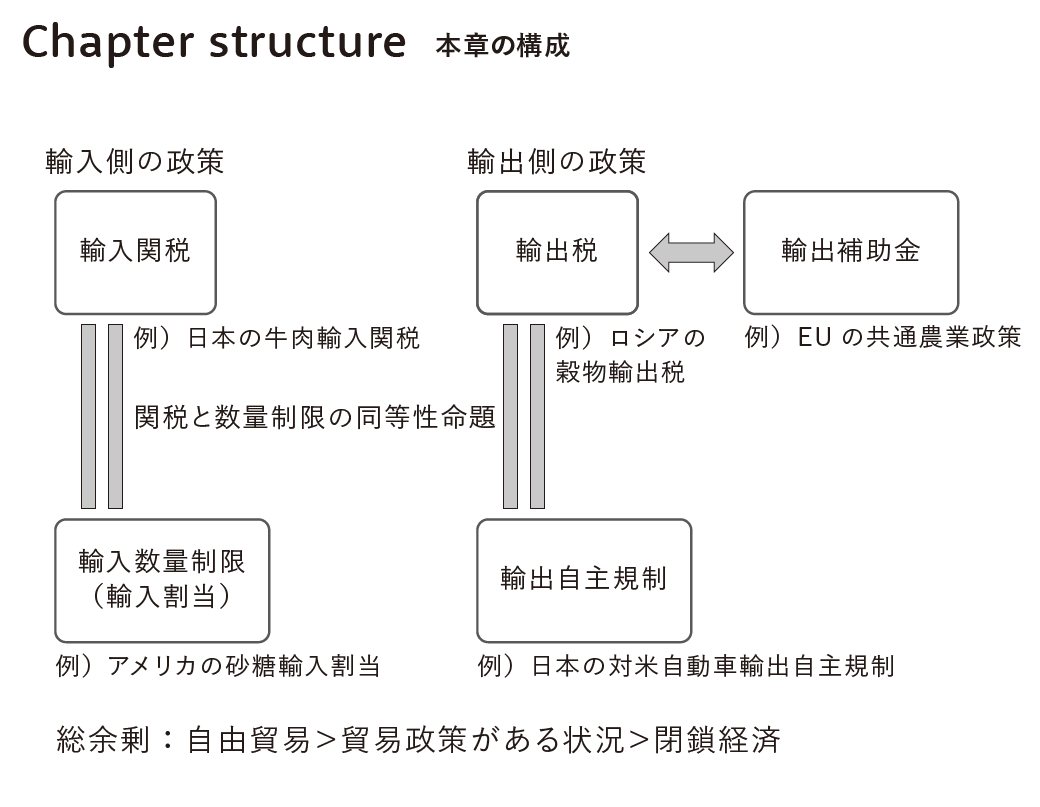 Chapter structure 本章の構成
輸入側の政策
輸入関税
例）日本の牛肉輸入関税
関税と数量制限の同等性命題
輸入数量制限
（輸入割当）
例）アメリカの砂糖輸入割当
輸出側の政策
輸出税
輸出補助金
例）ロシアの
穀物輸出税
例）EU の共通農業政策
輸出自主規制
例）日本の対米自動車輸出自主規制
総余剰：自由貿易＞貿易政策がある状況＞閉鎖経済